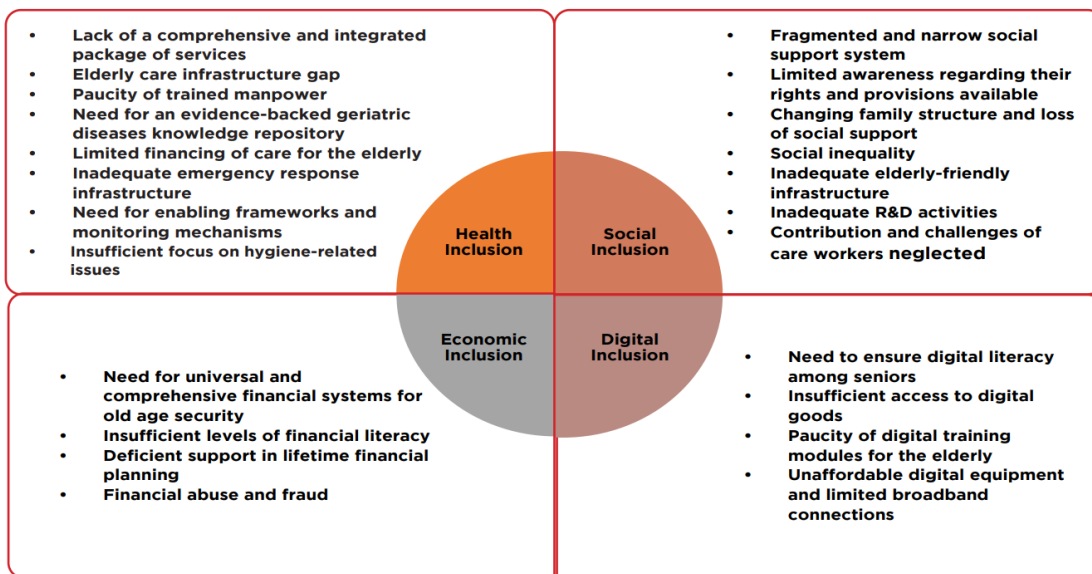 • Lack of a comprehensive and integrated
package of services
• Elderly care infrastructure gap
• Paucity of trained manpower
• Need for an evidence-backed geriatric
diseases knowledge repository
• Limited financing of care for the elderly
• Inadequate emergency response
infrastructure
• Need for enabling frameworks and
monitoring mechanisms
• Insufficient focus on hygiene-related
issues
• Fragmented and narrow social
support system
• Limited awareness regarding their
rights and provisions available
• Changing family structure and loss
of social support
• Social inequality
• Inadequate elderly-friendly
infrastructure
• Inadequate R&D activities
• Contribution and challenges of
care workers neglected
Health
Inclusion
Social
Inclusion
Economic
Inclusion
Digital
Inclusion
• Need for universal and
comprehensive financial systems for
old age security
• Insufficient levels of financial literacy
• Deficient support in lifetime financial
planning
• Financial abuse and fraud
• Need to ensure digital literacy
among seniors
• Insufficient access to digital
goods
• Paucity of digital training
modules for the elderly
• Unaffordable digital equipment
and limited broadband
connections